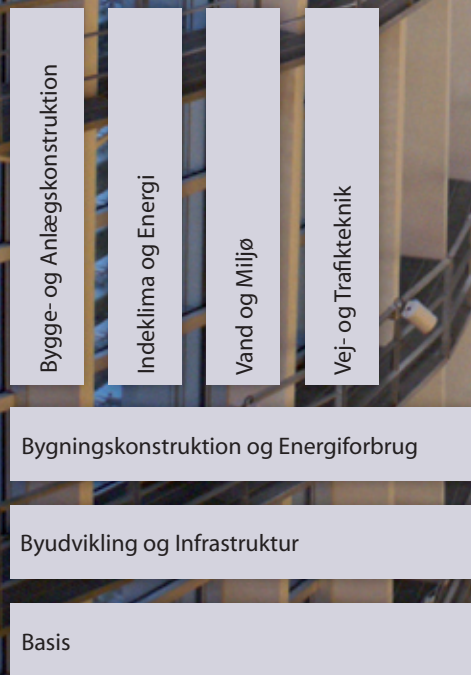 Bygge- og Anlægskonstruktion
Indeklima og Energi
Vand og Miljø
Vej- og Trafikteknik
Bygningskonstruktion og Energiforbrug
Byudvikling og Infrastruktur
Basis